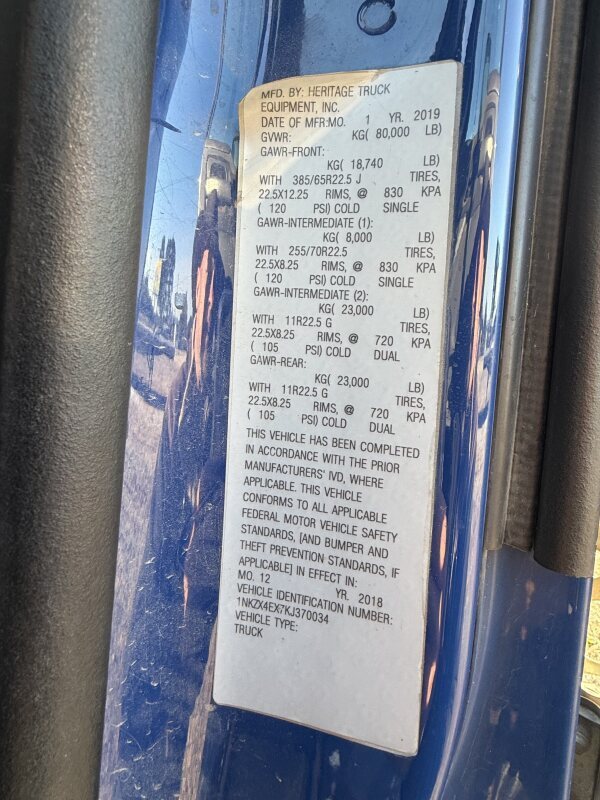 MFD. BY: HERITAGE TRUCK
EQUIPMENT, INC.
DATE OF MFR:MO. 1 YR. 2019
GVWR: KG( 80,000 LB)
GAWR-FRONT:
KG( 18,740 LB)
WITH 385/65R22.5 J TIRES,
22.5X12.25 RIMS, @ 830 KPA
( 120 PSI) COLD SINGLE
GAWR-INTERMEDIATE (1):
KG( 8,000 LB)
WITH 255/70R22.5 TIRES,
22.5X8.25 RIMS, @ 830 KPA
( 120 PSI) COLD SINGLE
GAWR-INTERMEDIATE (2):
KG( 23,000 LB)
WITH 11R22.5 G TIRES,
22.5X8.25 RIMS, @ 720 KPA
( 105 PSI) COLD DUAL
GAWR-REAR:
KG( 23,000 LB)
WITH 11R22.5 G TIRES,
22.5X8.25 RIMS, @ 720 KPA
( 105 PSI) COLD DUAL
THIS VEHICLE HAS BEEN COMPLETED
IN ACCORDANCE WITH THE PRIOR
MANUFACTURERS' IVD, WHERE
APPLICABLE. THIS VEHICLE
CONFORMS TO ALL APPLICABLE
FEDERAL MOTOR VEHICLE SAFETY
STANDARDS, [AND BUMPER AND
THEFT PREVENTION STANDARDS, IF
APPLICABLE] IN EFFECT IN:
MO. 12 YR. 2018
VEHICLE IDENTIFICATION NUMBER:
1NKZX4EX7KJ370034
VEHICLE TYPE:
TRUCK